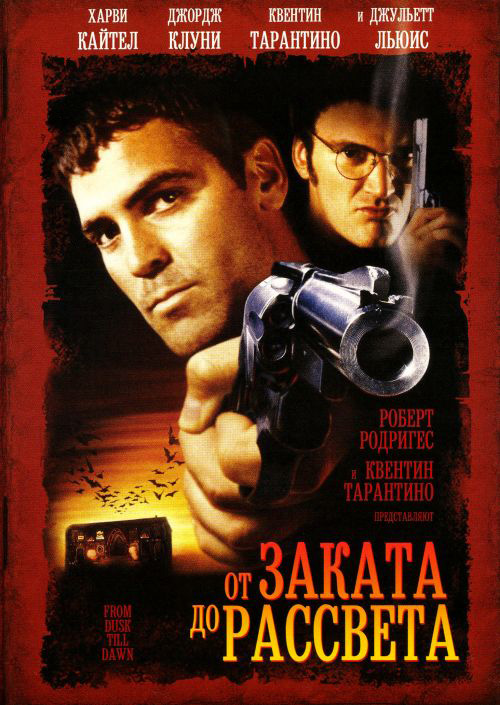 ХАРВИ ДЖОРДЖ КВЕНТИН И ДЖУЛЬЕТТ
КАЙТЕЛ КЛУНИ ТАРАНТИНО ЛЬЮИС
РОБЕРТ
РОДРИГЕС
И КВЕНТИН
ТАРАНТИНО
ПРЕДСТАВЛЯЮТ
ОТ ЗАКАТА
ДО РАССВЕТА
FROM
DUSK
TILL
DAWN